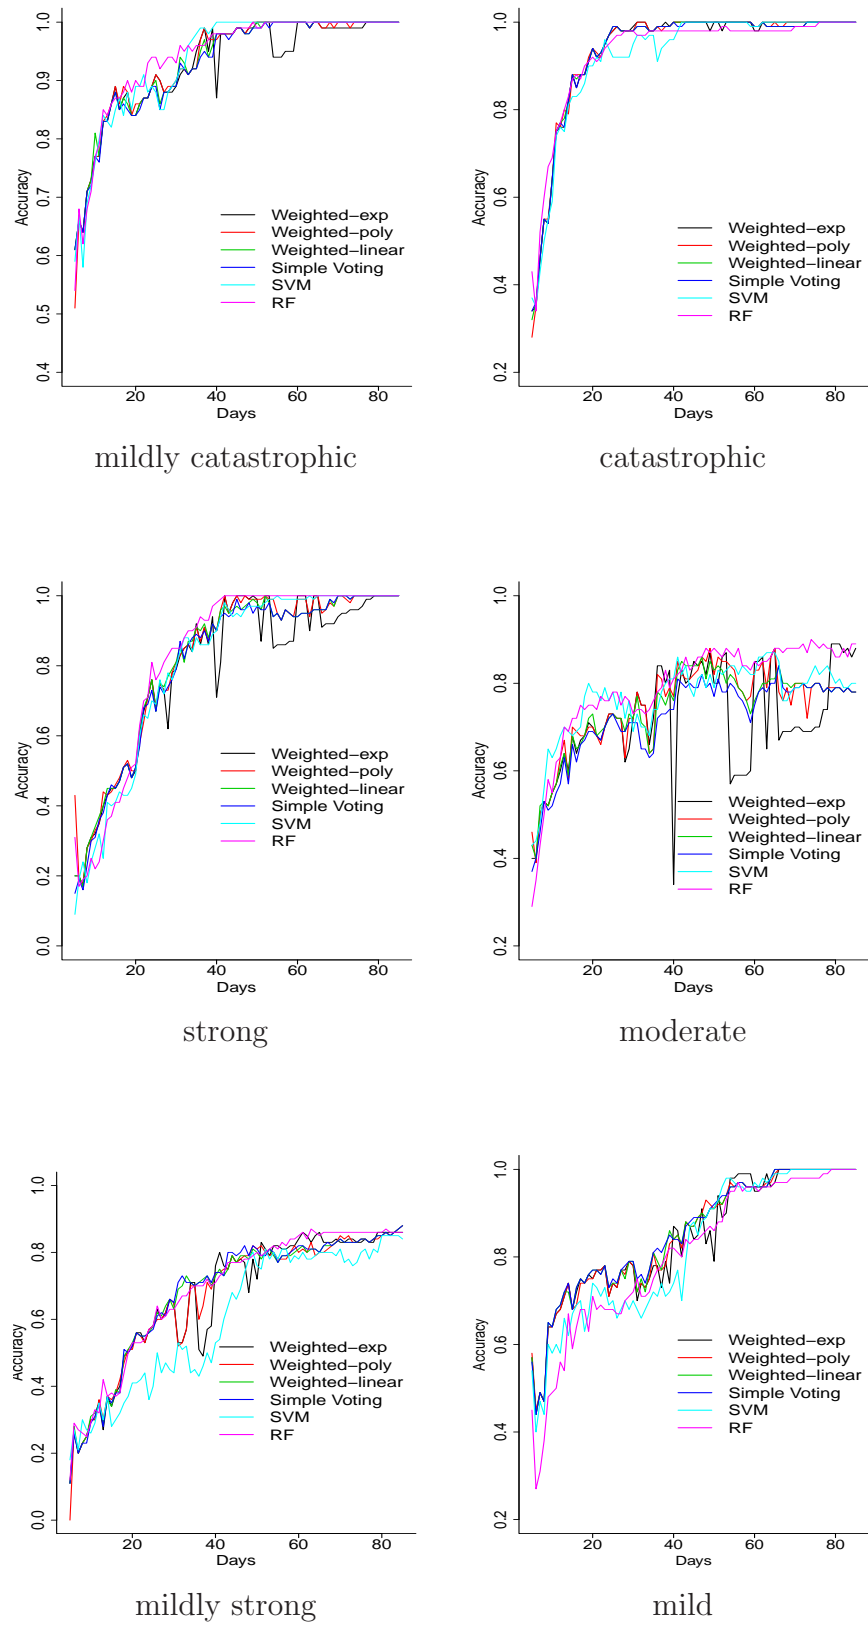 Accuracy
0.4 0.5 0.6 0.7 0.8 0.9 1.0
Weighted−exp
Weighted−poly
Weighted−linear
Simple Voting
SVM
RF
20 40 60 80
Days
mildly catastrophic
Accuracy
0.2 0.4 0.6 0.8 1.0
Weighted−exp
Weighted−poly
Weighted−linear
Simple Voting
SVM
RF
20 40 60 80
Days
catastrophic
Accuracy
0.0 0.2 0.4 0.6 0.8 1.0
Weighted−exp
Weighted−poly
Weighted−linear
Simple Voting
SVM
RF
20 40 60 80
Days
strong
Accuracy
0.2 0.4 0.6 0.8 1.0
Weighted−exp
Weighted−poly
Weighted−linear
Simple Voting
SVM
RF
20 40 60 80
Days
moderate
Accuracy
0.0 0.2 0.4 0.6 0.8 1.0
Weighted−exp
Weighted−poly
Weighted−linear
Simple Voting
SVM
RF
20 40 60 80
Days
mildly strong
Accuracy
0.2 0.4 0.6 0.8 1.0
Weighted−exp
Weighted−poly
Weighted−linear
Simple Voting
SVM
RF
20 40 60 80
Days
mild